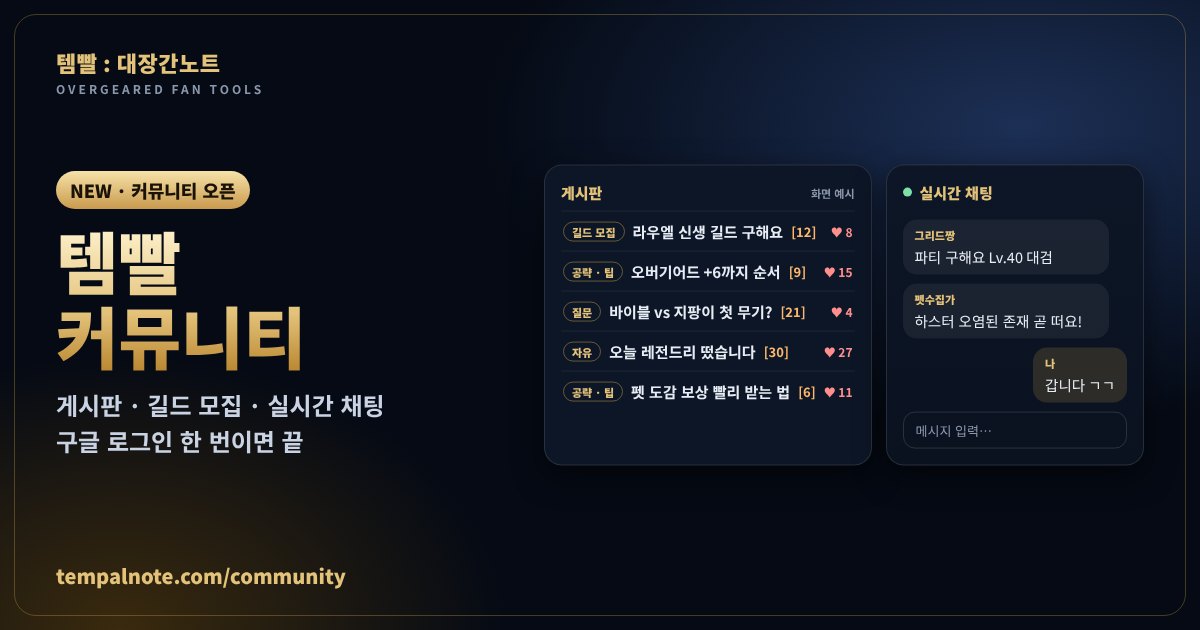 템빨 : 대장간노트
OVERGEARED FAN TOOLS
NEW · 커뮤니티 오픈
템빨
커뮤니티
게시판 · 길드 모집 · 실시간 채팅
구글 로그인 한 번이면 끝
tempalnote.com/community
게시판 화면 예시
길드 모집 라우엘 신생 길드 구해요 [12] ♥ 8
공략 · 팁 오버기어드 +6까지 순서 [9] ♥ 15
질문 바이블 vs 지팡이 첫 무기? [21] ♥ 4
자유 오늘 레전드리 떴습니다 [30] ♥ 27
공략 · 팁 펫 도감 보상 빨리 받는 법 [6] ♥ 11
실시간 채팅
그리드짱
파티 구해요 Lv.40 대검
펫수집가
하스터 오염된 존재 곧 떠요!
나
갑니다 ㄱㄱ
메시지 입력…